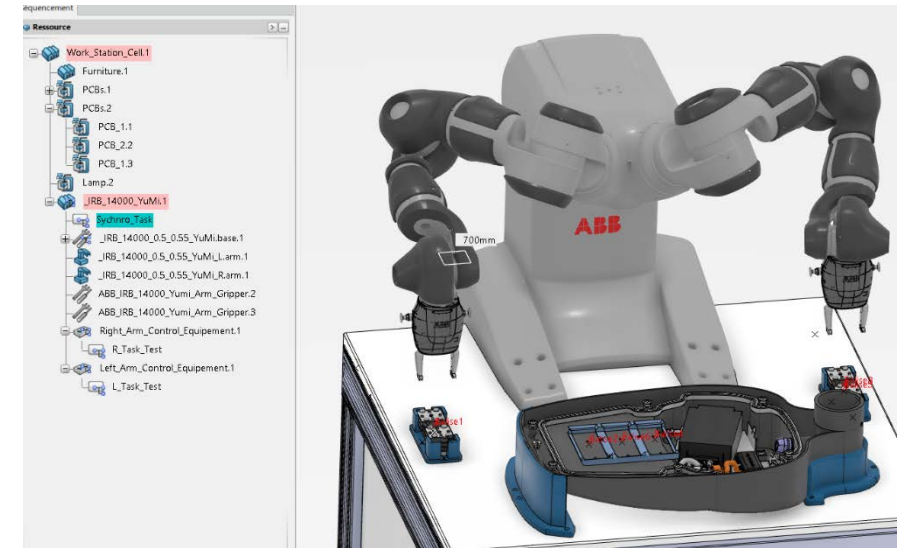 équencement
Ressource
Work_Station_Cell.1
Furniture.1
PCBs.1
PCBs.2
PCB_1.1
PCB_2.2
PCB_1.3
Lamp.2
_IRB_14000_YuMi.1
Sychnro_Task
_IRB_14000_0.5_0.55_YuMi.base.1
_IRB_14000_0.5_0.55_YuMi_L.arm.1
_IRB_14000_0.5_0.55_YuMi_R.arm.1
ABB_IRB_14000_Yumi_Arm_Gripper.2
ABB_IRB_14000_Yumi_Arm_Gripper.3
Right_Arm_Control_Equipement.1
R_Task_Test
Left_Arm_Control_Equipement.1
L_Task_Test
700mm
ABB
ABB